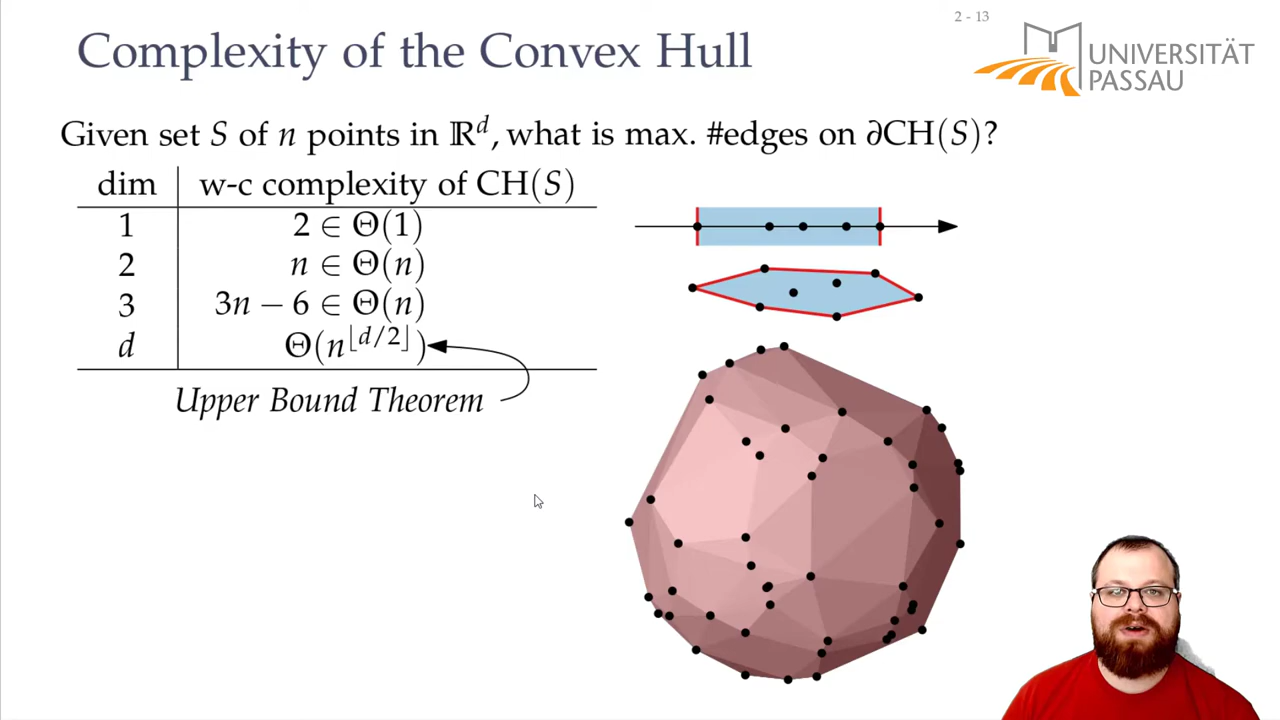 2 - 13
Complexity of the Convex Hull
UNIVERSITÄT
PASSAU
Given set S of n points in ℝᵈ, what is max. #edges on ∂CH(S)?
dim w-c complexity of CH(S)
1 2 ∈ Θ(1)
2 n ∈ Θ(n)
3 3n − 6 ∈ Θ(n)
d Θ(n^⌊d/2⌋)
Upper Bound Theorem